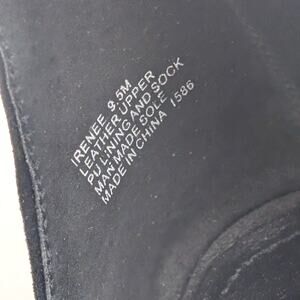 IRENEE 9.5M
LEATHER UPPER
PU LINING AND SOCK
MAN MADE SOLE
MADE IN CHINA 1586